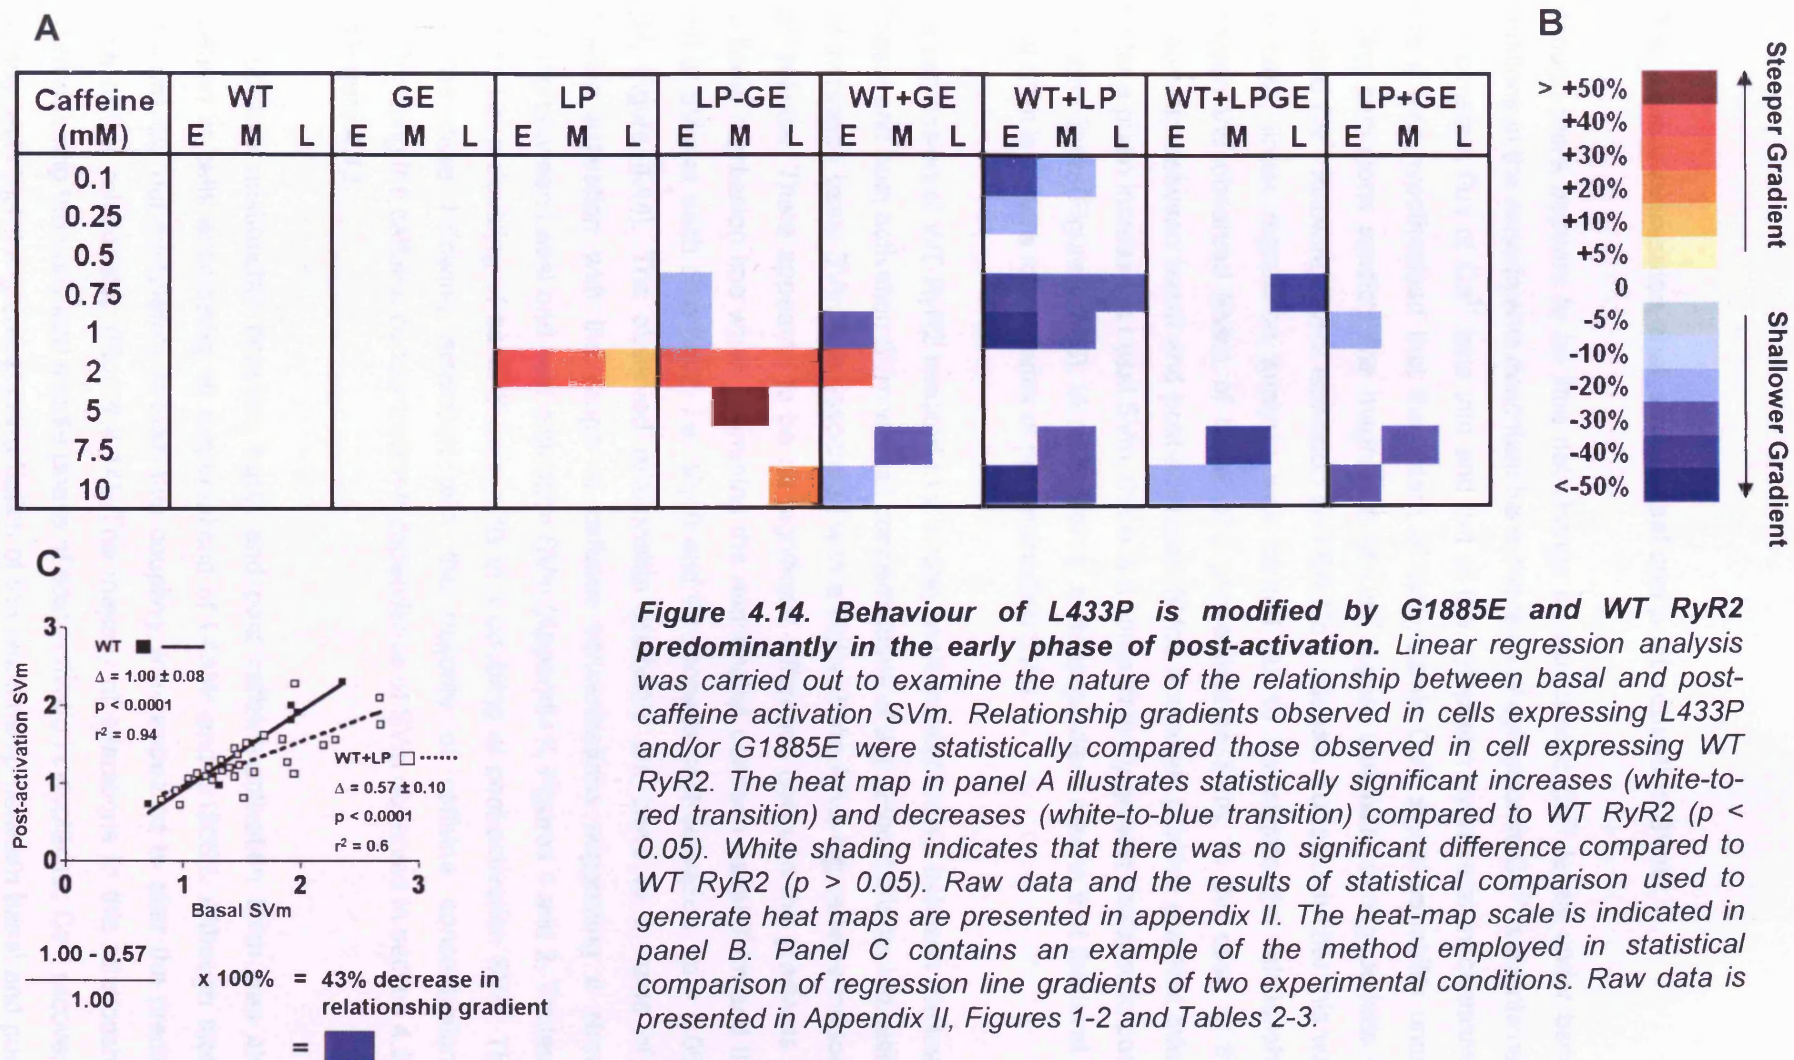 A
Caffeine (mM) WT GE LP LP-GE WT+GE WT+LP WT+LPGE LP+GE
E M L E M L E M L E M L E M L E M L E M L E M L
0.1
0.25
0.5
0.75
1
2
5
7.5
10
B
> +50%
+40%
+30%
+20%
+10%
+5%
0
-5%
-10%
-20%
-30%
-40%
<-50%
Steeper Gradient
Shallower Gradient
C
Post-activation SVm
3
2
1
0
0 1 2 3
Basal SVm
WT
Δ = 1.00 ± 0.08
p < 0.0001
r² = 0.94
WT+LP
Δ = 0.57 ± 0.10
p < 0.0001
r² = 0.6
1.00 - 0.57
1.00
x 100% = 43% decrease in
relationship gradient
=
Figure 4.14. Behaviour of L433P is modified by G1885E and WT RyR2
predominantly in the early phase of post-activation. Linear regression analysis
was carried out to examine the nature of the relationship between basal and post-
caffeine activation SVm. Relationship gradients observed in cells expressing L433P
and/or G1885E were statistically compared those observed in cell expressing WT
RyR2. The heat map in panel A illustrates statistically significant increases (white-to-
red transition) and decreases (white-to-blue transition) compared to WT RyR2 (p <
0.05). White shading indicates that there was no significant difference compared to
WT RyR2 (p > 0.05). Raw data and the results of statistical comparison used to
generate heat maps are presented in appendix II. The heat-map scale is indicated in
panel B. Panel C contains an example of the method employed in statistical
comparison of regression line gradients of two experimental conditions. Raw data is
presented in Appendix II, Figures 1-2 and Tables 2-3.